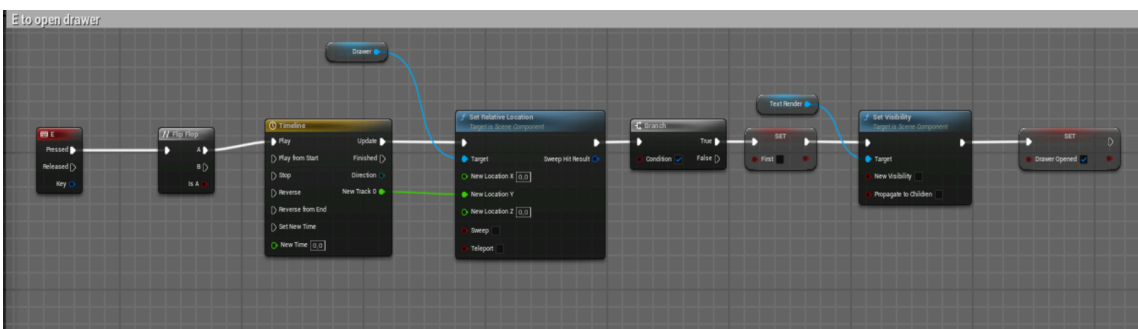 E to open drawer
Drawer
Text Render
E
Pressed
Released
Key
Flip Flop
A
B
Is A
Timeline
Play
Update
Play from Start
Finished
Stop
Direction
Reverse
New Track 0
Reverse from End
Set New Time
New Time 0,0
Set Relative Location
Target is Scene Component
Target
Sweep Hit Result
New Location X 0,0
New Location Y
New Location Z 0,0
Sweep
Teleport
Branch
True
Condition
False
SET
First
Set Visibility
Target is Scene Component
Target
New Visibility
Propagate to Children
SET
Drawer Opened